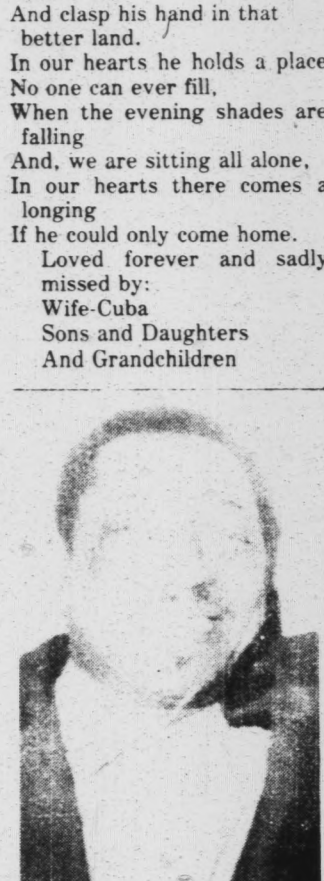 And clasp his hand in that
better land.
In our hearts he holds a place
No one can ever fill,
When the evening shades are
falling
And, we are sitting all alone,
In our hearts there comes a
longing
If he could only come home.
Loved forever and sadly
missed by:
Wife-Cuba
Sons and Daughters
And Grandchildren